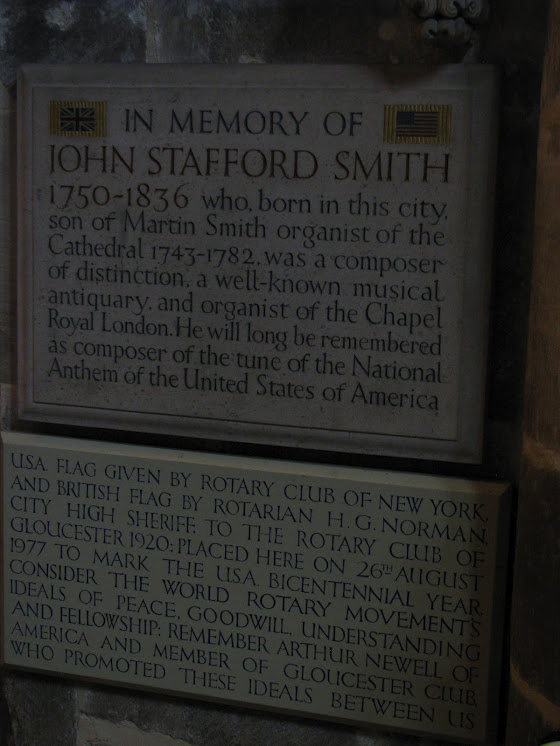 IN MEMORY OF
JOHN STAFFORD SMITH
1750-1836 who, born in this city,
son of Martin Smith organist of the
Cathedral 1743-1782, was a composer
of distinction, a well-known musical
antiquary, and organist of the Chapel
Royal London. He will long be remembered
as composer of the tune of the National
Anthem of the United States of America
U.S.A. FLAG GIVEN BY ROTARY CLUB OF NEW YORK,
AND BRITISH FLAG BY ROTARIAN H. G. NORMAN,
CITY HIGH SHERIFF, TO THE ROTARY CLUB OF
GLOUCESTER 1920: PLACED HERE ON 26TH AUGUST
1977 TO MARK THE U.S.A. BICENTENNIAL YEAR.
CONSIDER THE WORLD ROTARY MOVEMENT'S
IDEALS OF PEACE, GOODWILL, UNDERSTANDING
AND FELLOWSHIP: REMEMBER ARTHUR NEWELL OF
AMERICA AND MEMBER OF GLOUCESTER CLUB,
WHO PROMOTED THESE IDEALS BETWEEN US